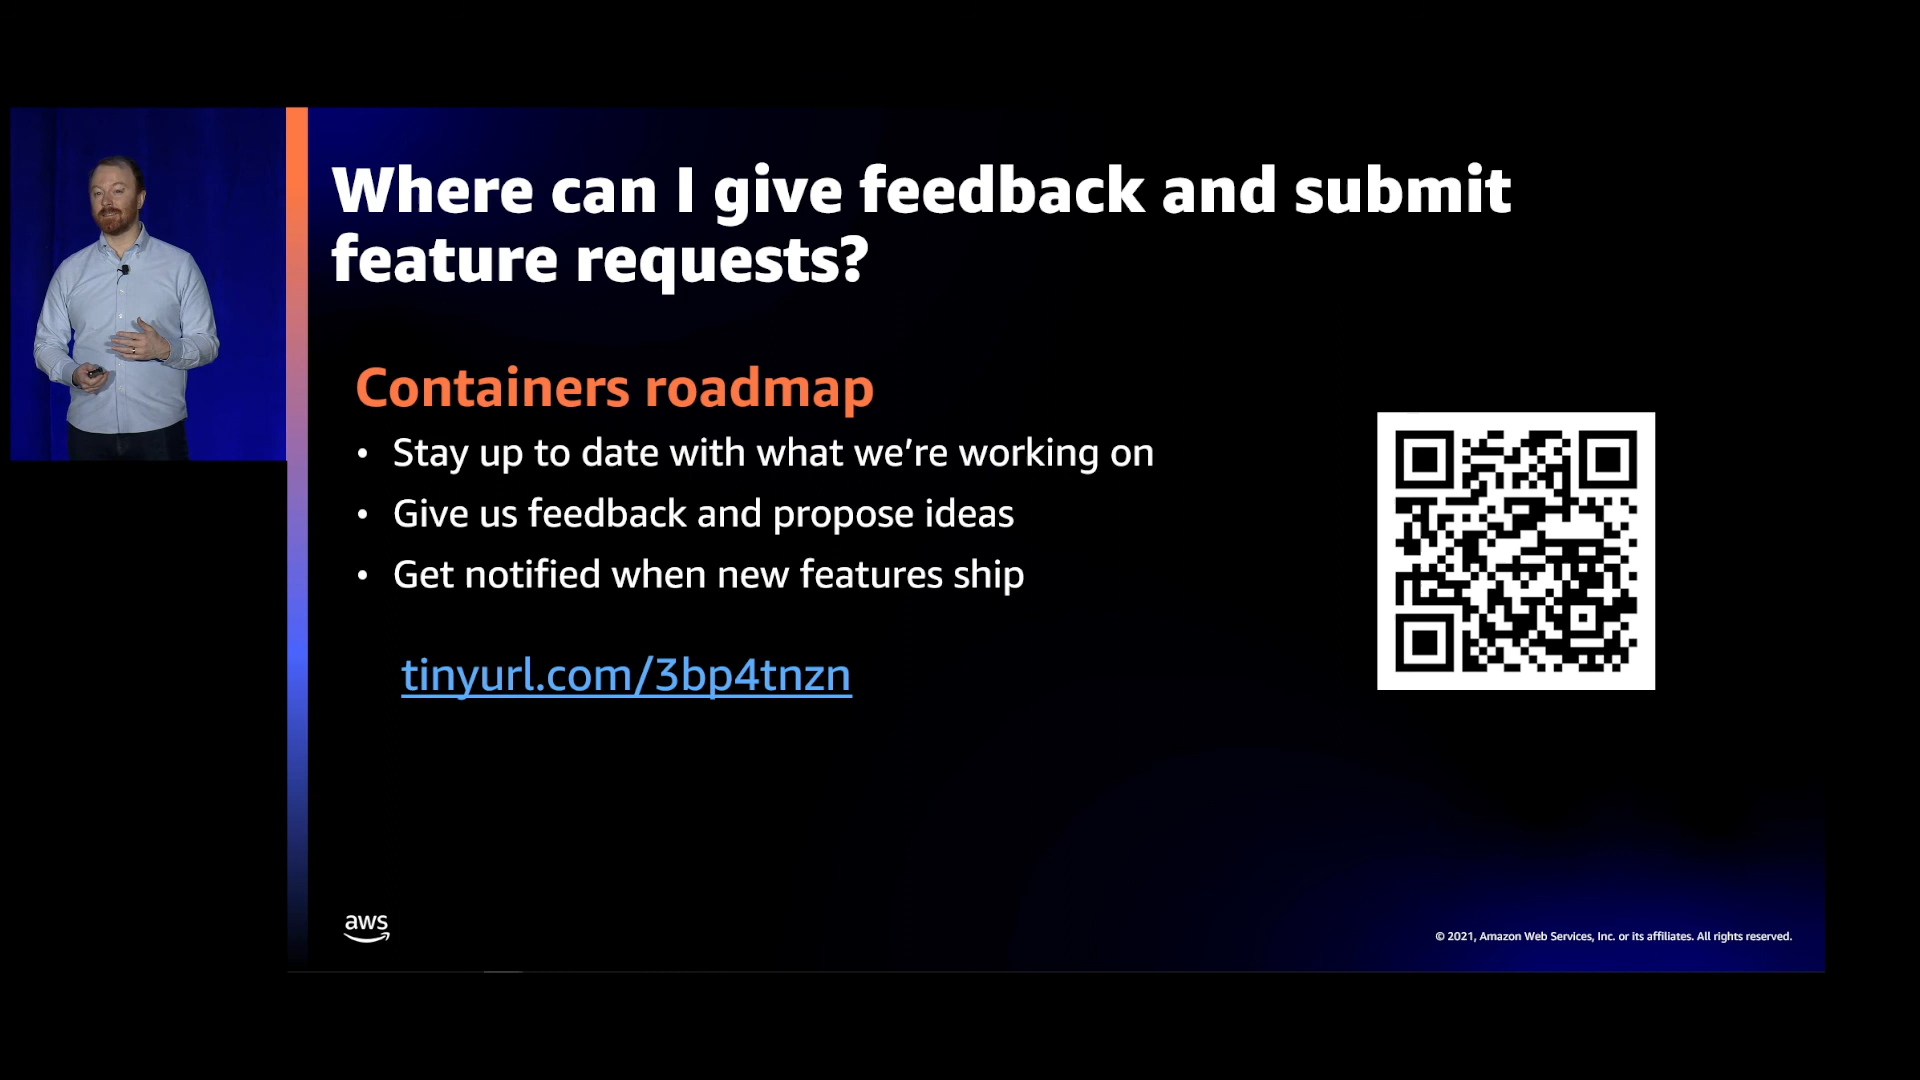 Where can I give feedback and submit
feature requests?
Containers roadmap
• Stay up to date with what we’re working on
• Give us feedback and propose ideas
• Get notified when new features ship
tinyurl.com/3bp4tnzn
aws
© 2021, Amazon Web Services, Inc. or its affiliates. All rights reserved.